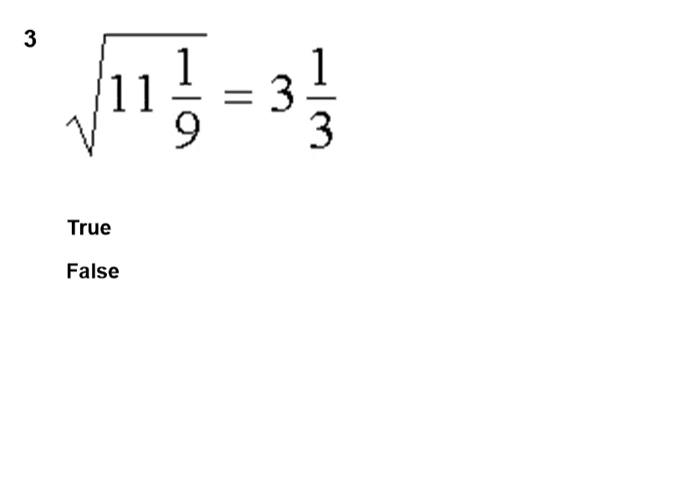 3
√11 1/9 = 3 1/3
True
False